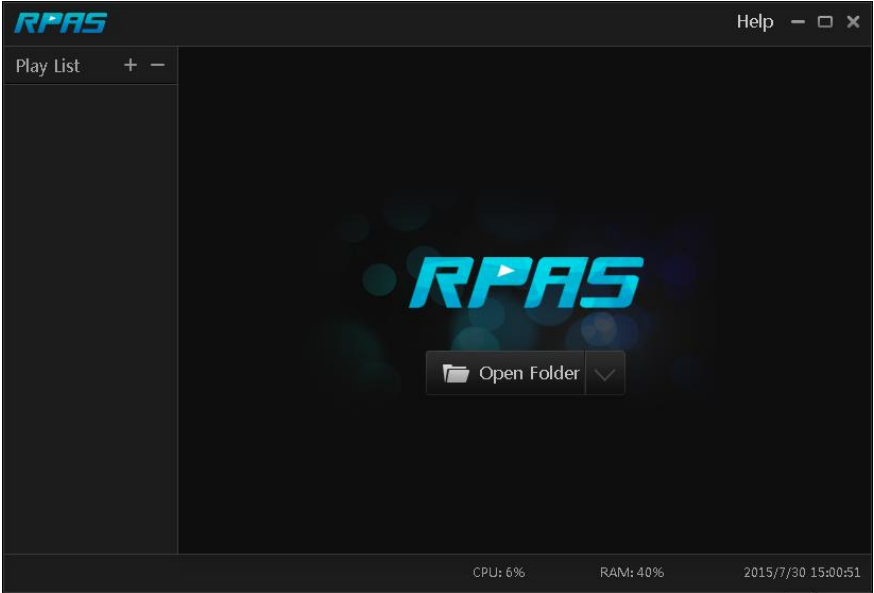 RPAS
Help
Play List + −
RPAS
Open Folder
CPU: 6% RAM: 40% 2015/7/30 15:00:51